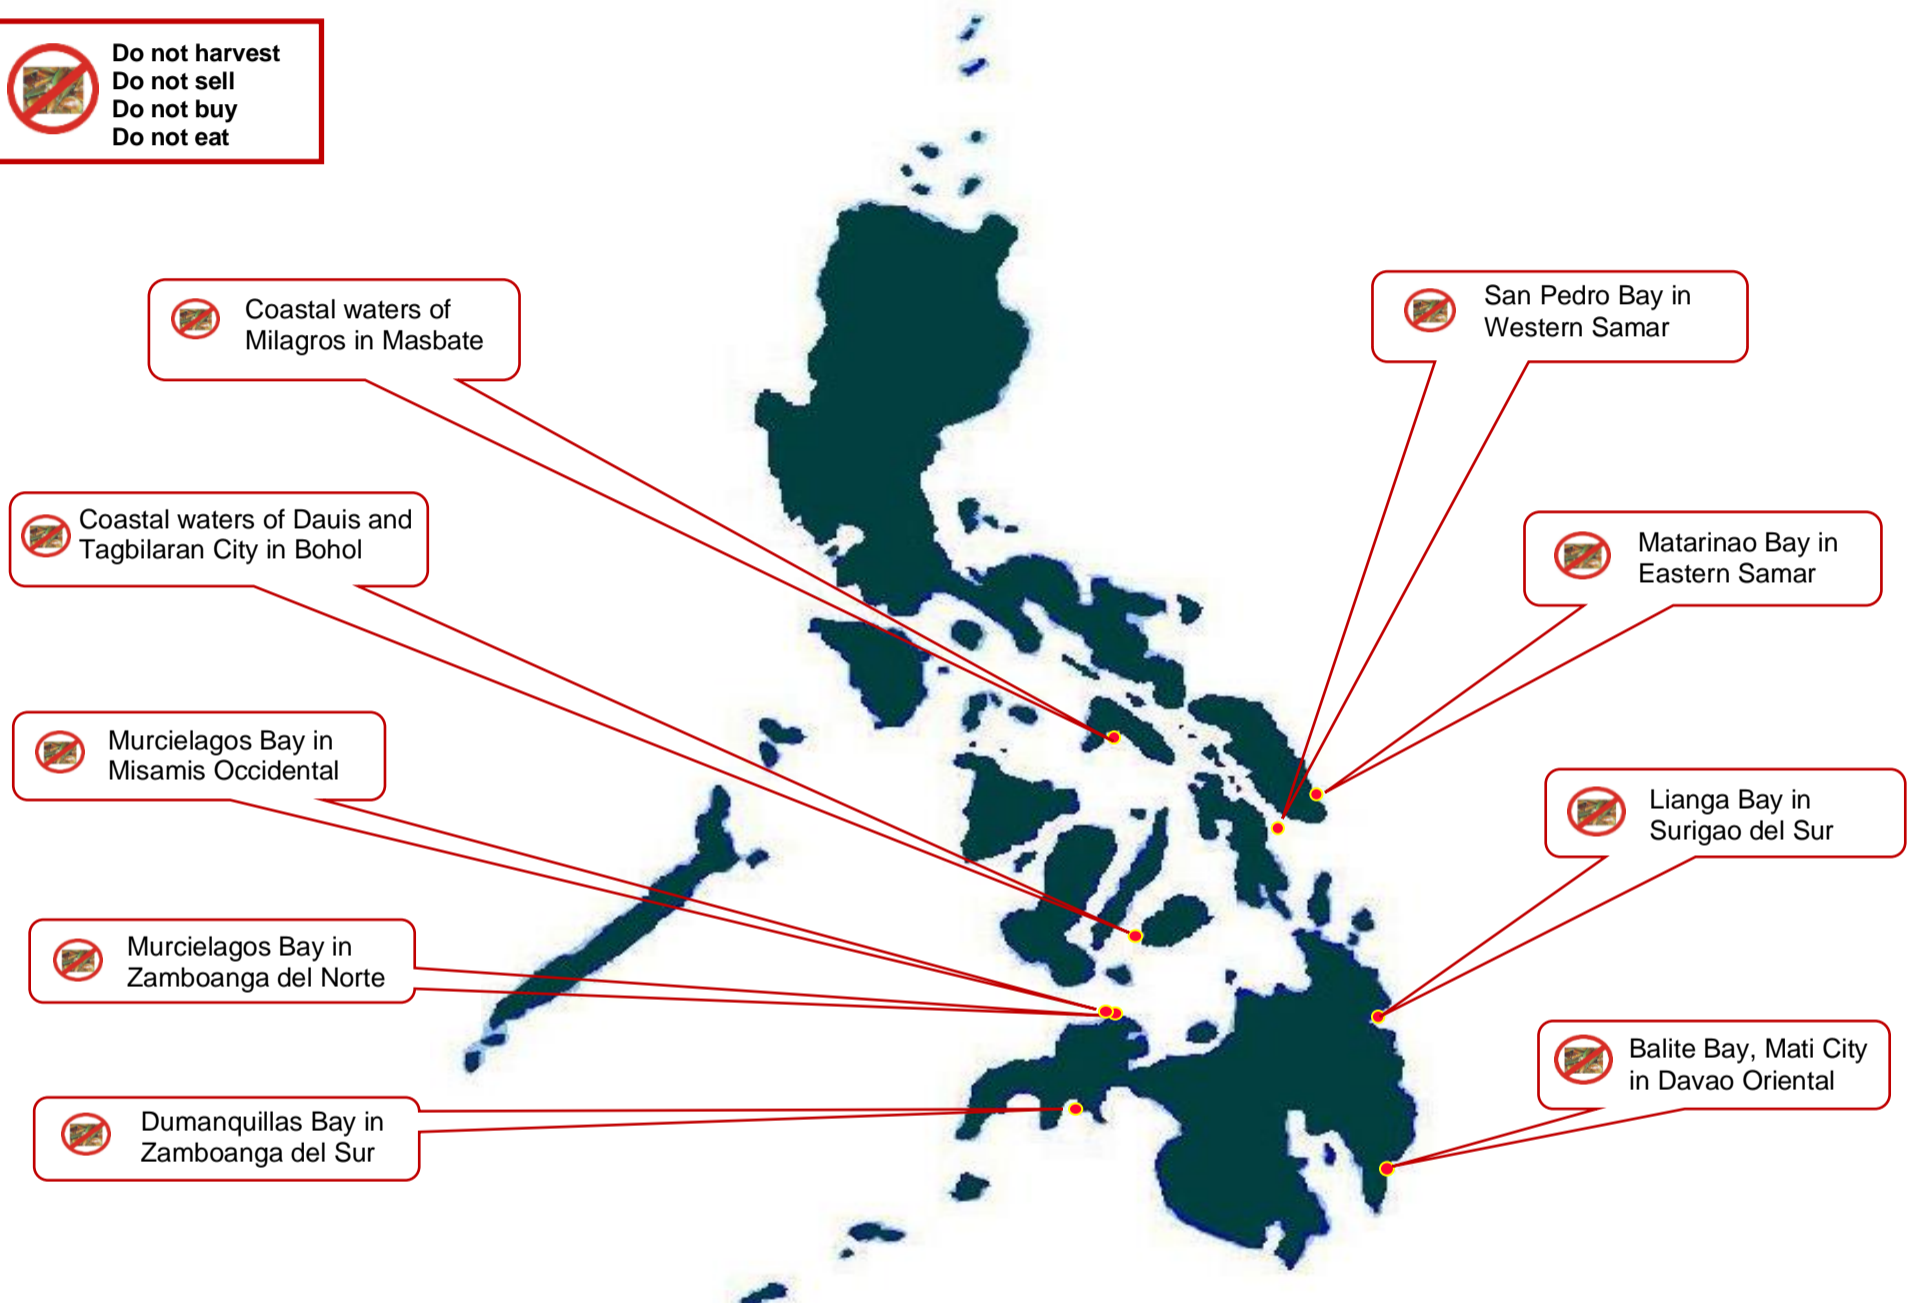 Do not harvest
Do not sell
Do not buy
Do not eat
Coastal waters of
Milagros in Masbate
San Pedro Bay in
Western Samar
Coastal waters of Dauis and
Tagbilaran City in Bohol
Matarinao Bay in
Eastern Samar
Murcielagos Bay in
Misamis Occidental
Lianga Bay in
Surigao del Sur
Murcielagos Bay in
Zamboanga del Norte
Balite Bay, Mati City
in Davao Oriental
Dumanquillas Bay in
Zamboanga del Sur